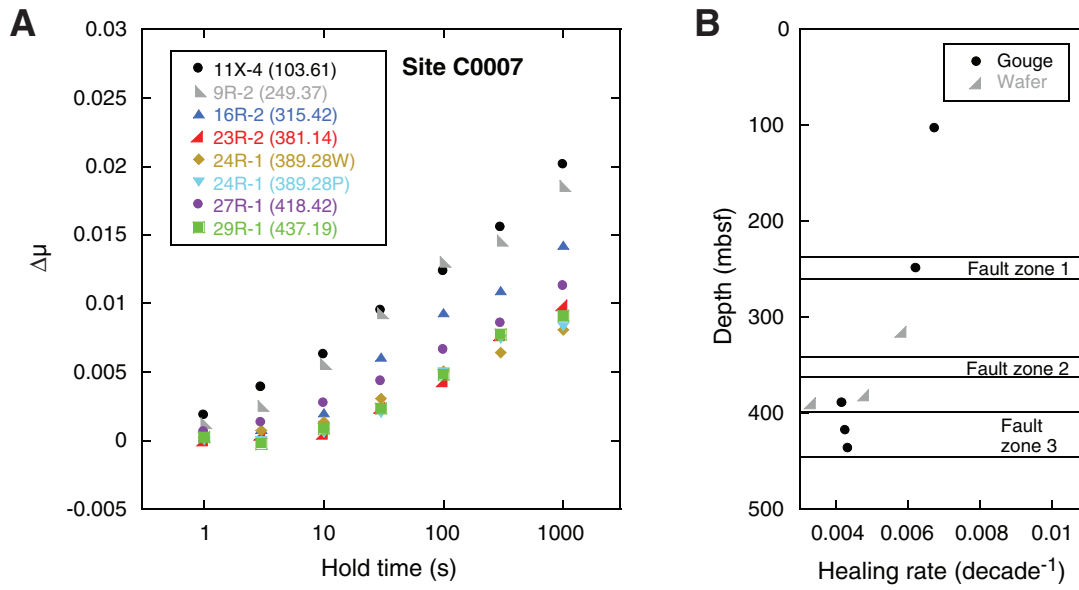 A
0.03
0.025
0.02
0.015
0.01
0.005
0
-0.005
Δμ
Site C0007
11X-4 (103.61)
9R-2 (249.37)
16R-2 (315.42)
23R-2 (381.14)
24R-1 (389.28W)
24R-1 (389.28P)
27R-1 (418.42)
29R-1 (437.19)
1 10 100 1000
Hold time (s)
B
0
100
200
300
400
500
Depth (mbsf)
Gouge
Wafer
Fault zone 1
Fault zone 2
Fault
zone 3
0.004 0.006 0.008 0.01
Healing rate (decade-1)